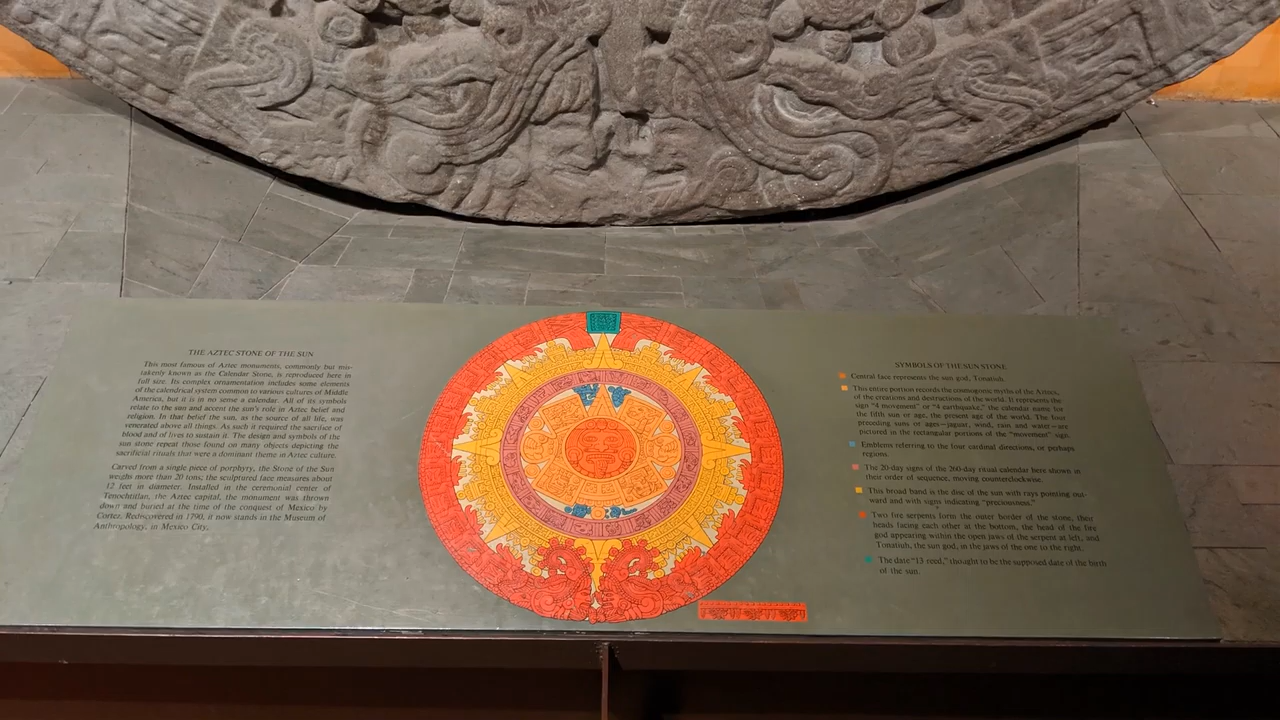 THE AZTEC STONE OF THE SUN
This most famous of Aztec monuments, commonly but mis-
takenly known as the Calendar Stone, is reproduced here in
full size. Its complex ornamentation includes some elements
of the calendrical system common to various cultures of Middle
America, but it is in no sense a calendar. All of its symbols
relate to the sun and accent the sun's role in Aztec belief and
religion. In that belief the sun, as the source of all life, was
venerated above all things. As such it required the sacrifice of
blood and of lives to sustain it. The design and symbols of the
sun stone repeat those found on many objects depicting the
sacrificial rituals that were a dominant theme in Aztec culture.
Carved from a single piece of porphyry, the Stone of the Sun
weighs more than 20 tons; the sculptured face measures about
12 feet in diameter. Installed in the ceremonial center of
Tenochtitlan, the Aztec capital, the monument was thrown
down and buried at the time of the conquest of Mexico by
Cortez. Rediscovered in 1790, it now stands in the Museum of
Anthropology, in Mexico City.
SYMBOLS OF THE SUN STONE
Central face represents the sun god, Tonatiuh.
This entire portion records the cosmogonic myths of the Aztecs,
of the creations and destructions of the world. It represents the
sign "4 movement" or "4 earthquake," the calendar name for
the fifth sun or age, the present age of the world. The four
preceding suns or ages—jaguar, wind, rain, and water—are
pictured in the rectangular portions of the "movement" sign.
Emblems referring to the four cardinal directions, or perhaps
regions.
The 20-day signs of the 260-day ritual calendar here shown in
their order of sequence, moving counterclockwise.
This broad band is the disc of the sun with rays pointing out-
ward and with signs indicating "preciousness."
Two fire serpents form the outer border of the stone, their
heads facing each other at the bottom, the head of the fire
god appearing within the open jaws of the serpent at left, and
Tonatiuh, the sun god, in the jaws of the one to the right.
The date "13 reed," thought to be the supposed date of the birth
of the sun.